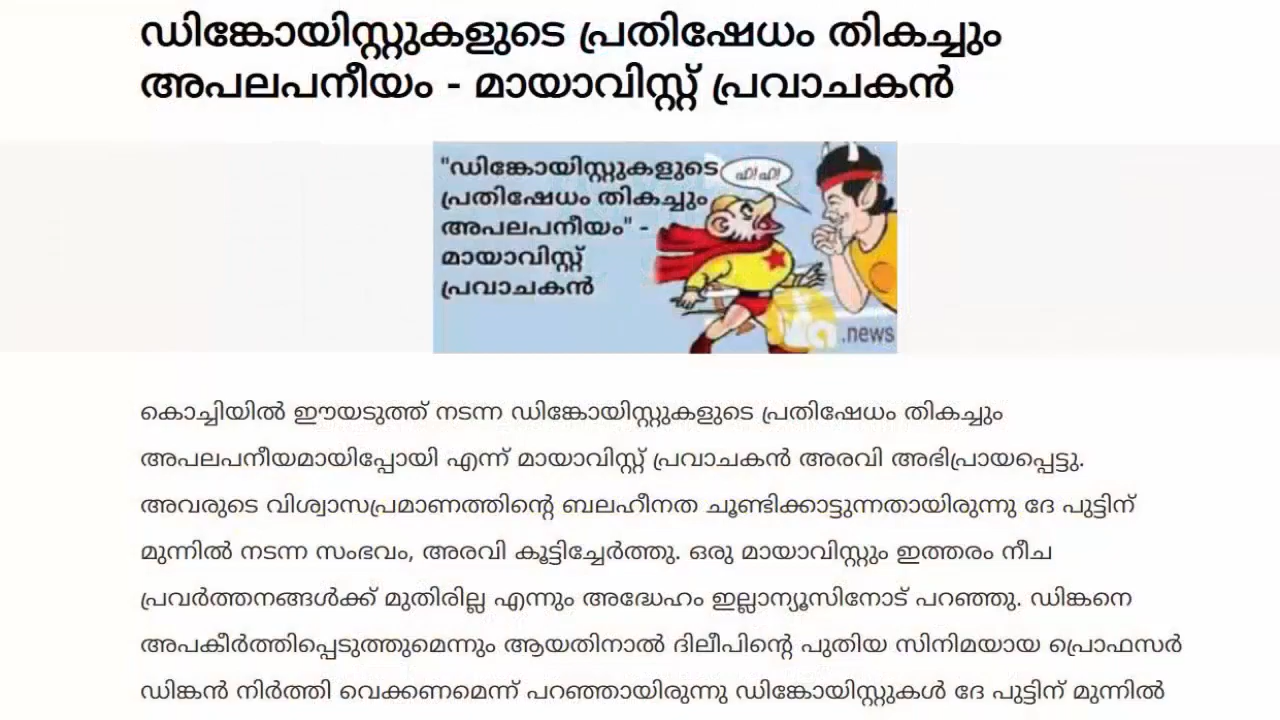 ഡിങ്കോയിസ്റ്റുകളുടെ പ്രതിഷേധം തികച്ചും
അപലപനീയം - മായാവിസ്റ്റ് പ്രവാചകൻ
"ഡിങ്കോയിസ്റ്റുകളുടെ
പ്രതിഷേധം തികച്ചും
അപലപനീയം" -
മായാവിസ്റ്റ്
പ്രവാചകൻ
ഹ!ഹ!
.news
കൊച്ചിയിൽ ഈയടുത്ത് നടന്ന ഡിങ്കോയിസ്റ്റുകളുടെ പ്രതിഷേധം തികച്ചും
അപലപനീയമായിപ്പോയി എന്ന് മായാവിസ്റ്റ് പ്രവാചകൻ അരവി അഭിപ്രായപ്പെട്ടു.
അവരുടെ വിശ്വാസപ്രമാണത്തിന്റെ ബലഹീനത ചൂണ്ടിക്കാട്ടുന്നതായിരുന്നു ദേ പുട്ടിന്
മുന്നിൽ നടന്ന സംഭവം, അരവി കൂട്ടിച്ചേർത്തു. ഒരു മായാവിസ്റ്റും ഇത്തരം നീച
പ്രവർത്തനങ്ങൾക്ക് മുതിരില്ല എന്നും അദ്ധേഹം ഇല്ലാന്യൂസിനോട് പറഞ്ഞു. ഡിങ്കനെ
അപകീർത്തിപ്പെടുത്തുമെന്നും ആയതിനാൽ ദിലീപിന്റെ പുതിയ സിനിമയായ പ്രൊഫസർ
ഡിങ്കൻ നിർത്തി വെക്കണമെന്ന് പറഞ്ഞായിരുന്നു ഡിങ്കോയിസ്റ്റുകൾ ദേ പുട്ടിന് മുന്നിൽ